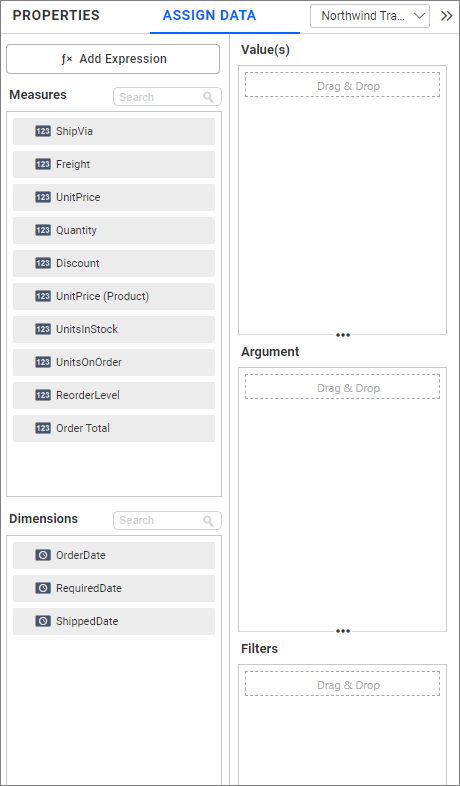 PROPERTIES
ASSIGN DATA
Northwind Tra...
ƒ× Add Expression
Measures
Search
123 ShipVia
123 Freight
123 UnitPrice
123 Quantity
123 Discount
123 UnitPrice (Product)
123 UnitsInStock
123 UnitsOnOrder
123 ReorderLevel
123 Order Total
Dimensions
Search
OrderDate
RequiredDate
ShippedDate
Value(s)
Drag & Drop
Argument
Drag & Drop
Filters
Drag & Drop